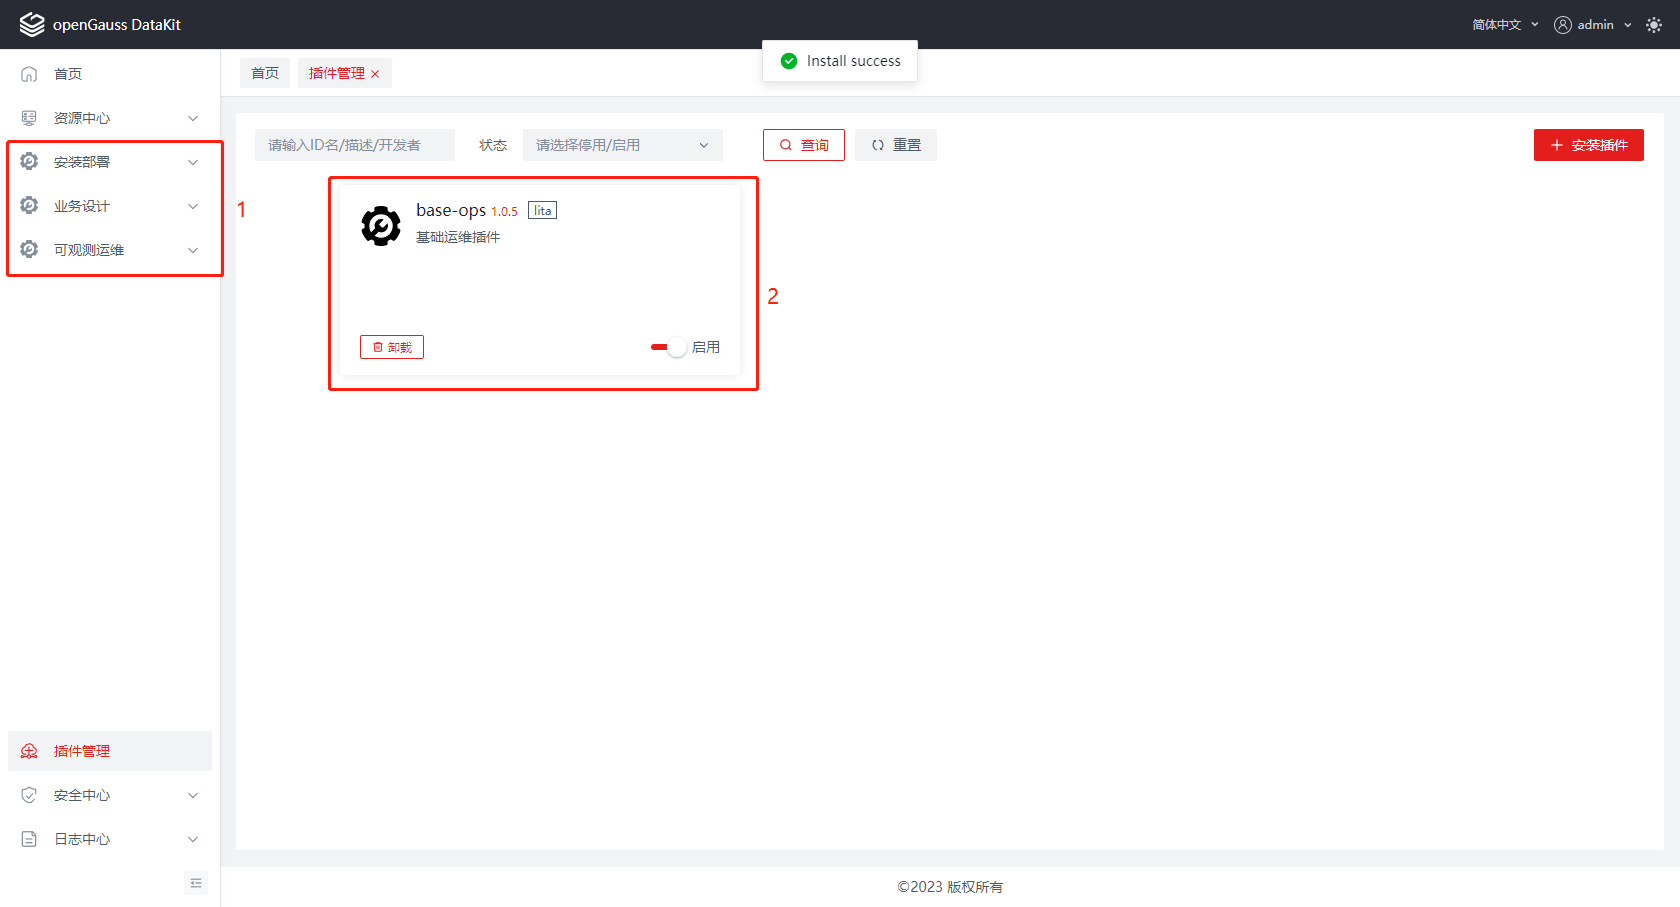 openGauss DataKit
简体中文
admin
Install success
首页
资源中心
安装部署
业务设计
可观测运维
1
首页
插件管理
请输入ID名/描述/开发者
状态
请选择停用/启用
查询
重置
安装插件
base-ops 1.0.5 lita
基础运维插件
卸载
启用
2
插件管理
安全中心
日志中心
©2023 版权所有